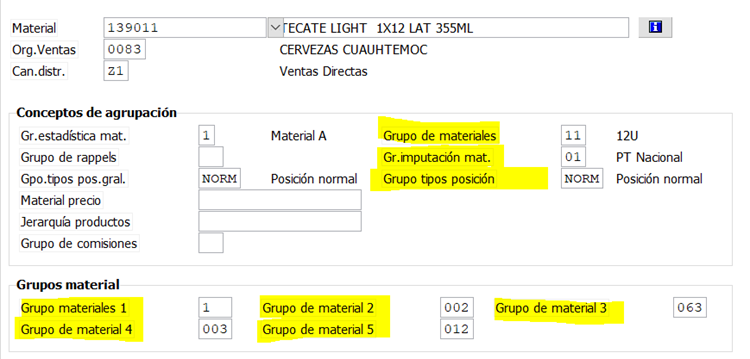 Material 139011 TECATE LIGHT 1X12 LAT 355ML
Org.Ventas 0083 CERVEZAS CUAUHTEMOC
Can.distr. Z1 Ventas Directas
Conceptos de agrupación
Gr.estadística mat. 1 Material A Grupo de materiales 11 12U
Grupo de rappels Gr.imputación mat. 01 PT Nacional
Gpo.tipos pos.gral. NORM Posición normal Grupo tipos posición NORM Posición normal
Material precio
Jerarquía productos
Grupo de comisiones
Grupos material
Grupo materiales 1 1 Grupo de material 2 002 Grupo de material 3 063
Grupo de material 4 003 Grupo de material 5 012